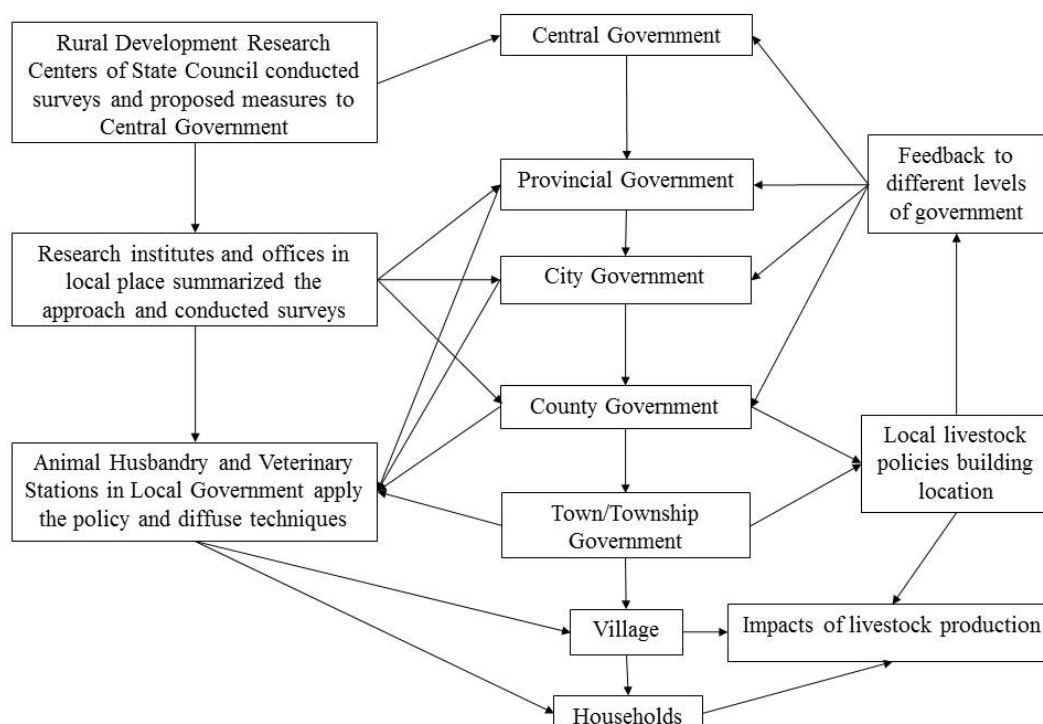 Rural Development Research
Centers of State Council conducted
surveys and proposed measures to
Central Government
Central Government
Provincial Government
Feedback to
different levels
of government
Research institutes and offices in
local place summarized the
approach and conducted surveys
City Government
County Government
Local livestock
policies building
location
Animal Husbandry and Veterinary
Stations in Local Government apply
the policy and diffuse techniques
Town/Township
Government
Village
Impacts of livestock production
Households